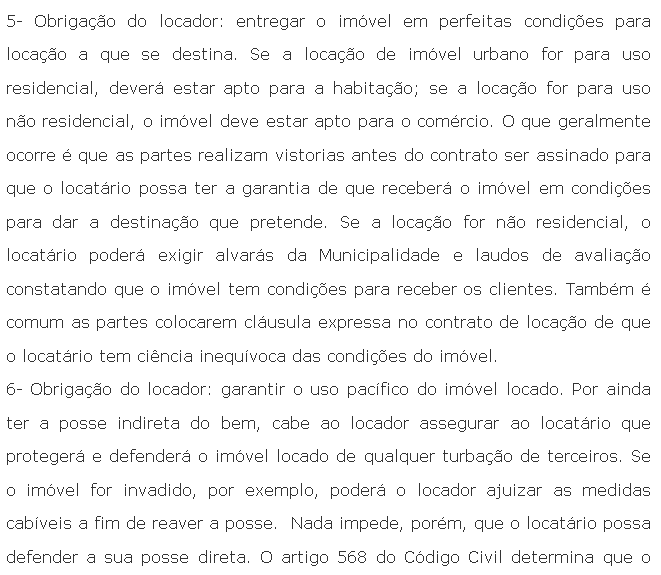 5- Obrigação do locador: entregar o imóvel em perfeitas condições para
locação a que se destina. Se a locação de imóvel urbano for para uso
residencial, deverá estar apto para a habitação; se a locação for para uso
não residencial, o imóvel deve estar apto para o comércio. O que geralmente
ocorre é que as partes realizam vistorias antes do contrato ser assinado para
que o locatário possa ter a garantia de que receberá o imóvel em condições
para dar a destinação que pretende. Se a locação for não residencial, o
locatário poderá exigir alvarás da Municipalidade e laudos de avaliação
constatando que o imóvel tem condições para receber os clientes. Também é
comum as partes colocarem cláusula expressa no contrato de locação de que
o locatário tem ciência inequívoca das condições do imóvel.
6- Obrigação do locador: garantir o uso pacífico do imóvel locado. Por ainda
ter a posse indireta do bem, cabe ao locador assegurar ao locatário que
protegerá e defenderá o imóvel locado de qualquer turbação de terceiros. Se
o imóvel for invadido, por exemplo, poderá o locador ajuizar as medidas
cabíveis a fim de reaver a posse.  Nada impede, porém, que o locatário possa
defender a sua posse direta. O artigo 568 do Código Civil determina que o